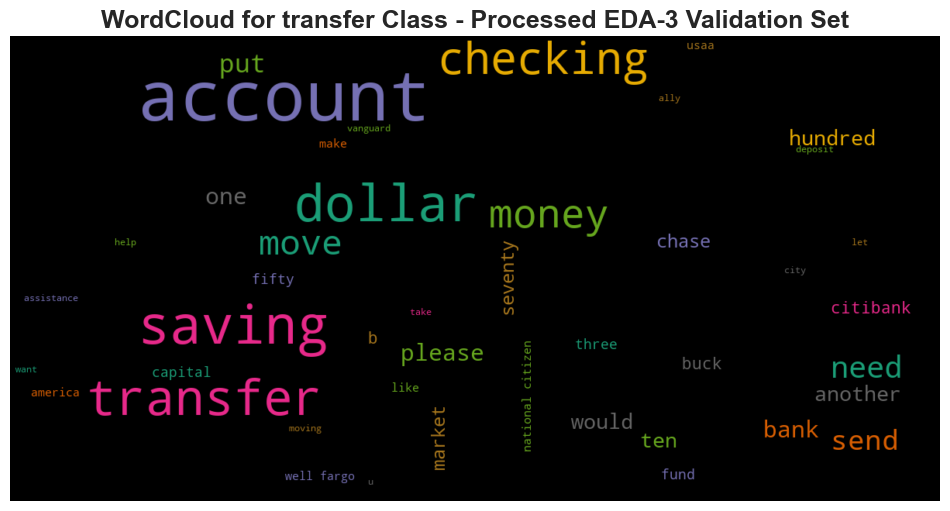 WordCloud for transfer Class - Processed EDA-3 Validation Set
usaa
checking
put
account
ally
vanguard
make
hundred
deposit
one
dollar
money
move
help
chase
let
seventy
fifty
city
assistance
saving
take
citibank
b
three
please
national citizen
buck
need
want
capital
transfer
america
like
another
market
would
moving
bank
ten
send
well fargo
u
fund